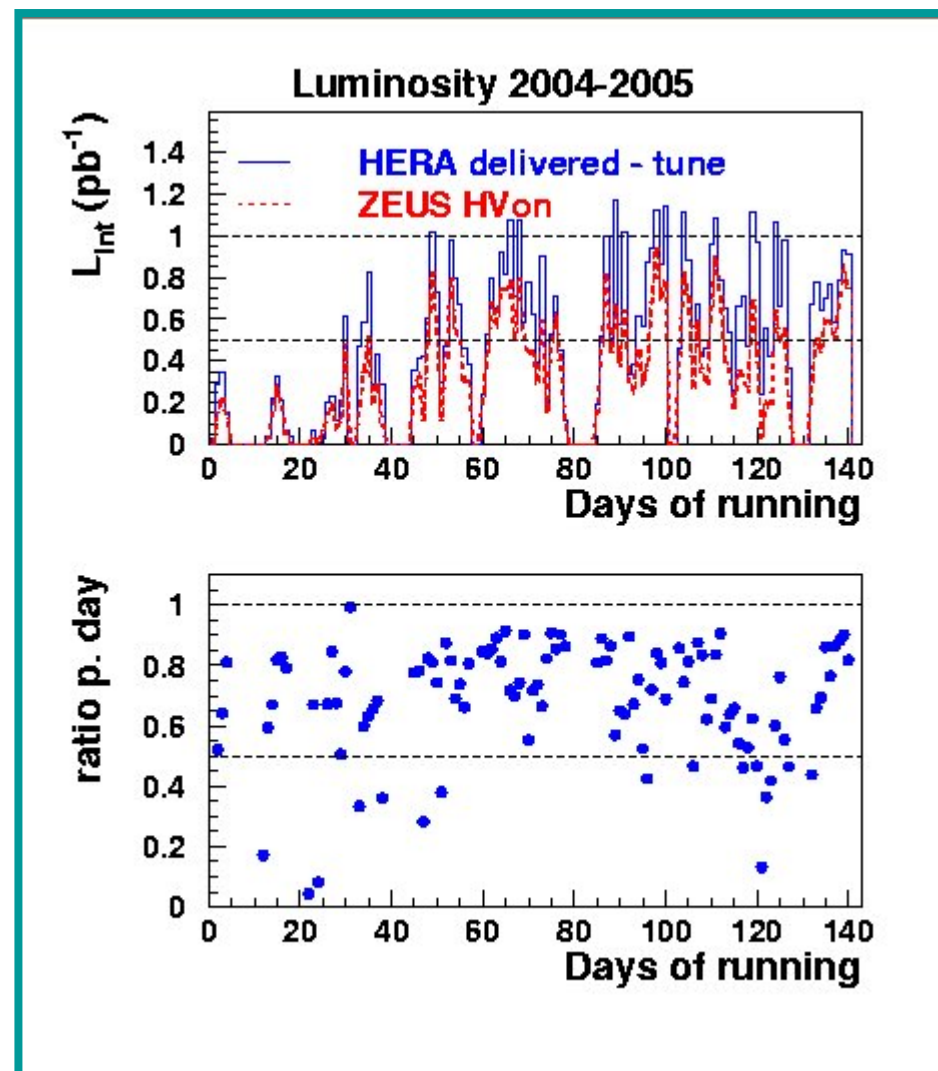 Luminosity 2004-2005
L_Int (pb^-1)
HERA delivered - tune
ZEUS HVon
1.4
1.2
1
0.8
0.6
0.4
0.2
0
0 20 40 60 80 100 120 140
Days of running
ratio p. day
1
0.8
0.6
0.4
0.2
0
0 20 40 60 80 100 120 140
Days of running